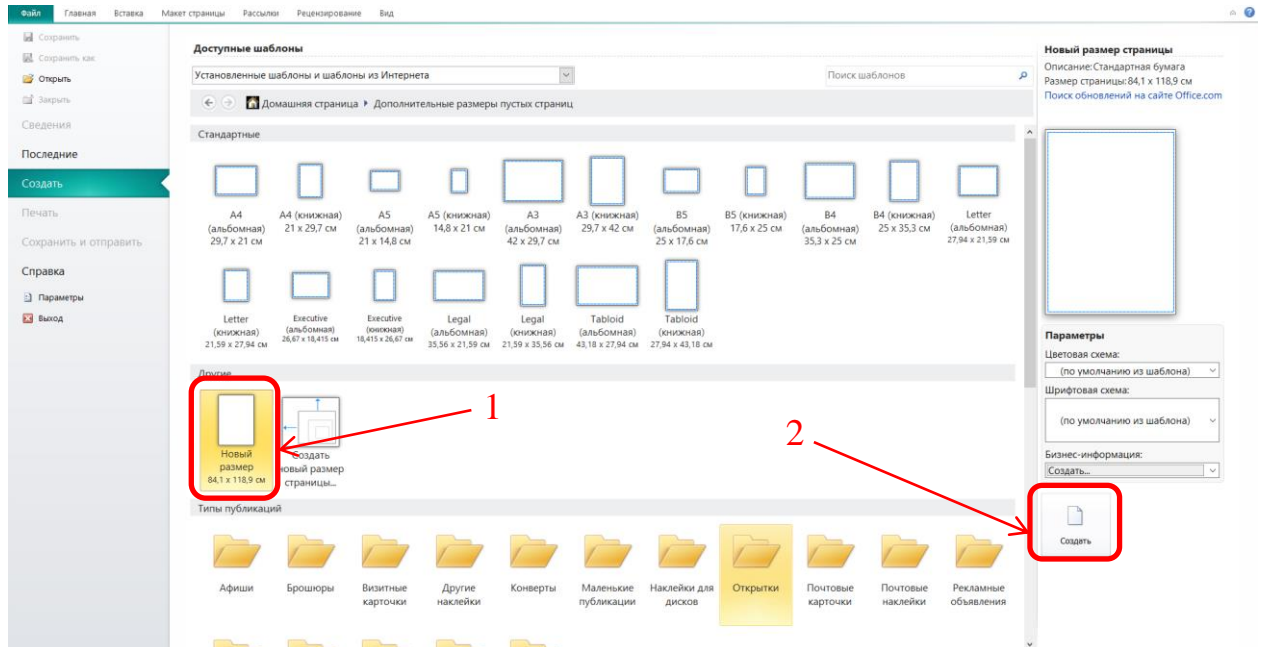 Файл Главная Вставка Макет страницы Рассылки Рецензирование Вид
Сохранить
Сохранить как
Открыть
Закрыть
Сведения
Последние
Создать
Печать
Сохранить и отправить
Справка
Параметры
Выход
Доступные шаблоны
Установленные шаблоны и шаблоны из Интернета
Поиск шаблонов
Домашняя страница Дополнительные размеры пустых страниц
Стандартные
A4 (альбомная) 29,7 x 21 см
A4 (книжная) 21 x 29,7 см
A5 (альбомная) 21 x 14,8 см
A5 (книжная) 14,8 x 21 см
A3 (альбомная) 42 x 29,7 см
A3 (книжная) 29,7 x 42 см
B5 (альбомная) 25 x 17,6 см
B5 (книжная) 17,6 x 25 см
B4 (альбомная) 35,3 x 25 см
B4 (книжная) 25 x 35,3 см
Letter (альбомная) 27,94 x 21,59 см
Letter (книжная) 21,59 x 27,94 см
Executive (альбомная) 26,67 x 18,415 см
Executive (книжная) 18,415 x 26,67 см
Legal (альбомная) 35,56 x 21,59 см
Legal (книжная) 21,59 x 35,56 см
Tabloid (альбомная) 43,18 x 27,94 см
Tabloid (книжная) 27,94 x 43,18 см
Другие
Новый размер 84,1 x 118,9 см
Создать новый размер страницы...
1
2
Типы публикаций
Афиши
Брошюры
Визитные карточки
Другие наклейки
Конверты
Маленькие публикации
Наклейки для дисков
Открытки
Почтовые карточки
Почтовые наклейки
Рекламные объявления
Новый размер страницы
Описание:Стандартная бумага
Размер страницы:84,1 x 118,9 см
Поиск обновлений на сайте Office.com
Параметры
Цветовая схема:
(по умолчанию из шаблона)
Шрифтовая схема:
(по умолчанию из шаблона)
Бизнес-информация:
Создать...
Создать